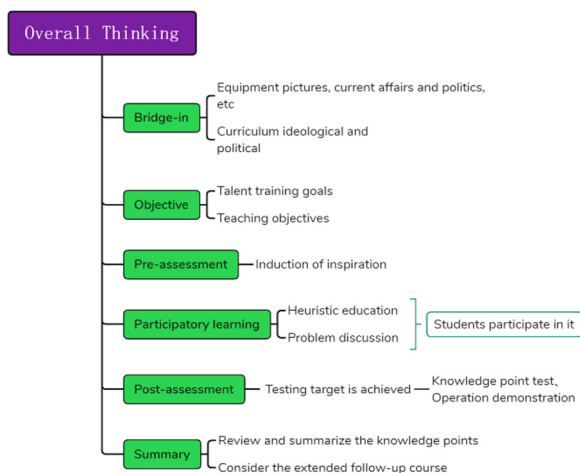 Overall Thinking
Equipment pictures, current affairs and politics,
etc
Bridge-in
Curriculum ideological and
political
Talent training goals
Objective
Teaching objectives
Pre-assessment
Induction of inspiration
Heuristic education
Participatory learning
Students participate in it
Problem discussion
Knowledge point test、
Post-assessment
Testing target is achieved
Operation demonstration
Review and summarize the knowledge points
Summary
Consider the extended follow-up course